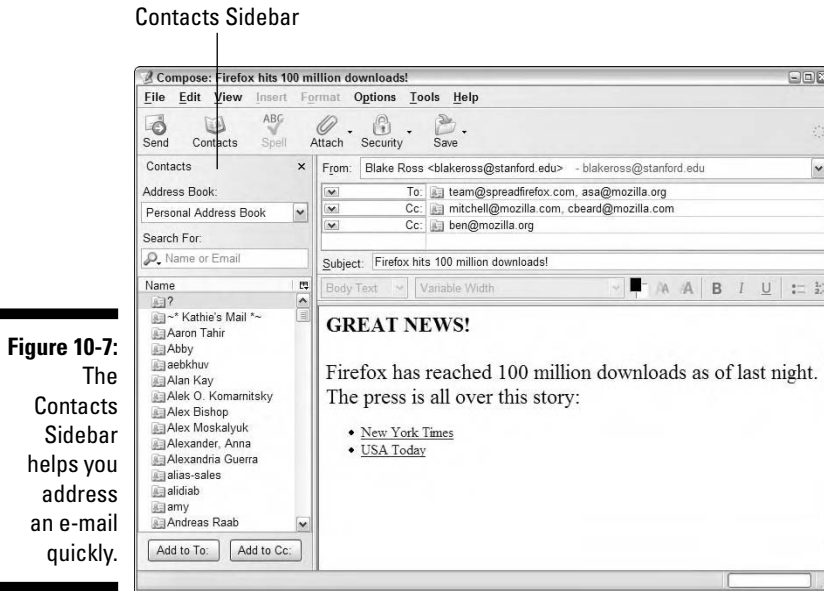 Contacts Sidebar
Compose: Firefox hits 100 million downloads!
File Edit View Insert Format Options Tools Help
ABC
Send Contacts Spell Attach Security Save
Contacts
Address Book:
Personal Address Book
Search For:
Name or Email
Name
?
~* Kathie's Mail *~
Aaron Tahir
Abby
aebkhuv
Alan Kay
Alek O. Komarnitsky
Alex Bishop
Alex Moskalyuk
Alexander, Anna
Alexandria Guerra
alias-sales
alidiab
amy
Andreas Raab
Add to To: Add to Cc:
From: Blake Ross <blakeross@stanford.edu> - blakeross@stanford.edu
To: team@spreadfirefox.com, asa@mozilla.org
Cc: mitchell@mozilla.com, cbeard@mozilla.com
Cc: ben@mozilla.org
Subject: Firefox hits 100 million downloads!
Body Text Variable Width A A B I U
GREAT NEWS!
Firefox has reached 100 million downloads as of last night.
The press is all over this story:
• New York Times
• USA Today
Figure 10-7:
The
Contacts
Sidebar
helps you
address
an e-mail
quickly.